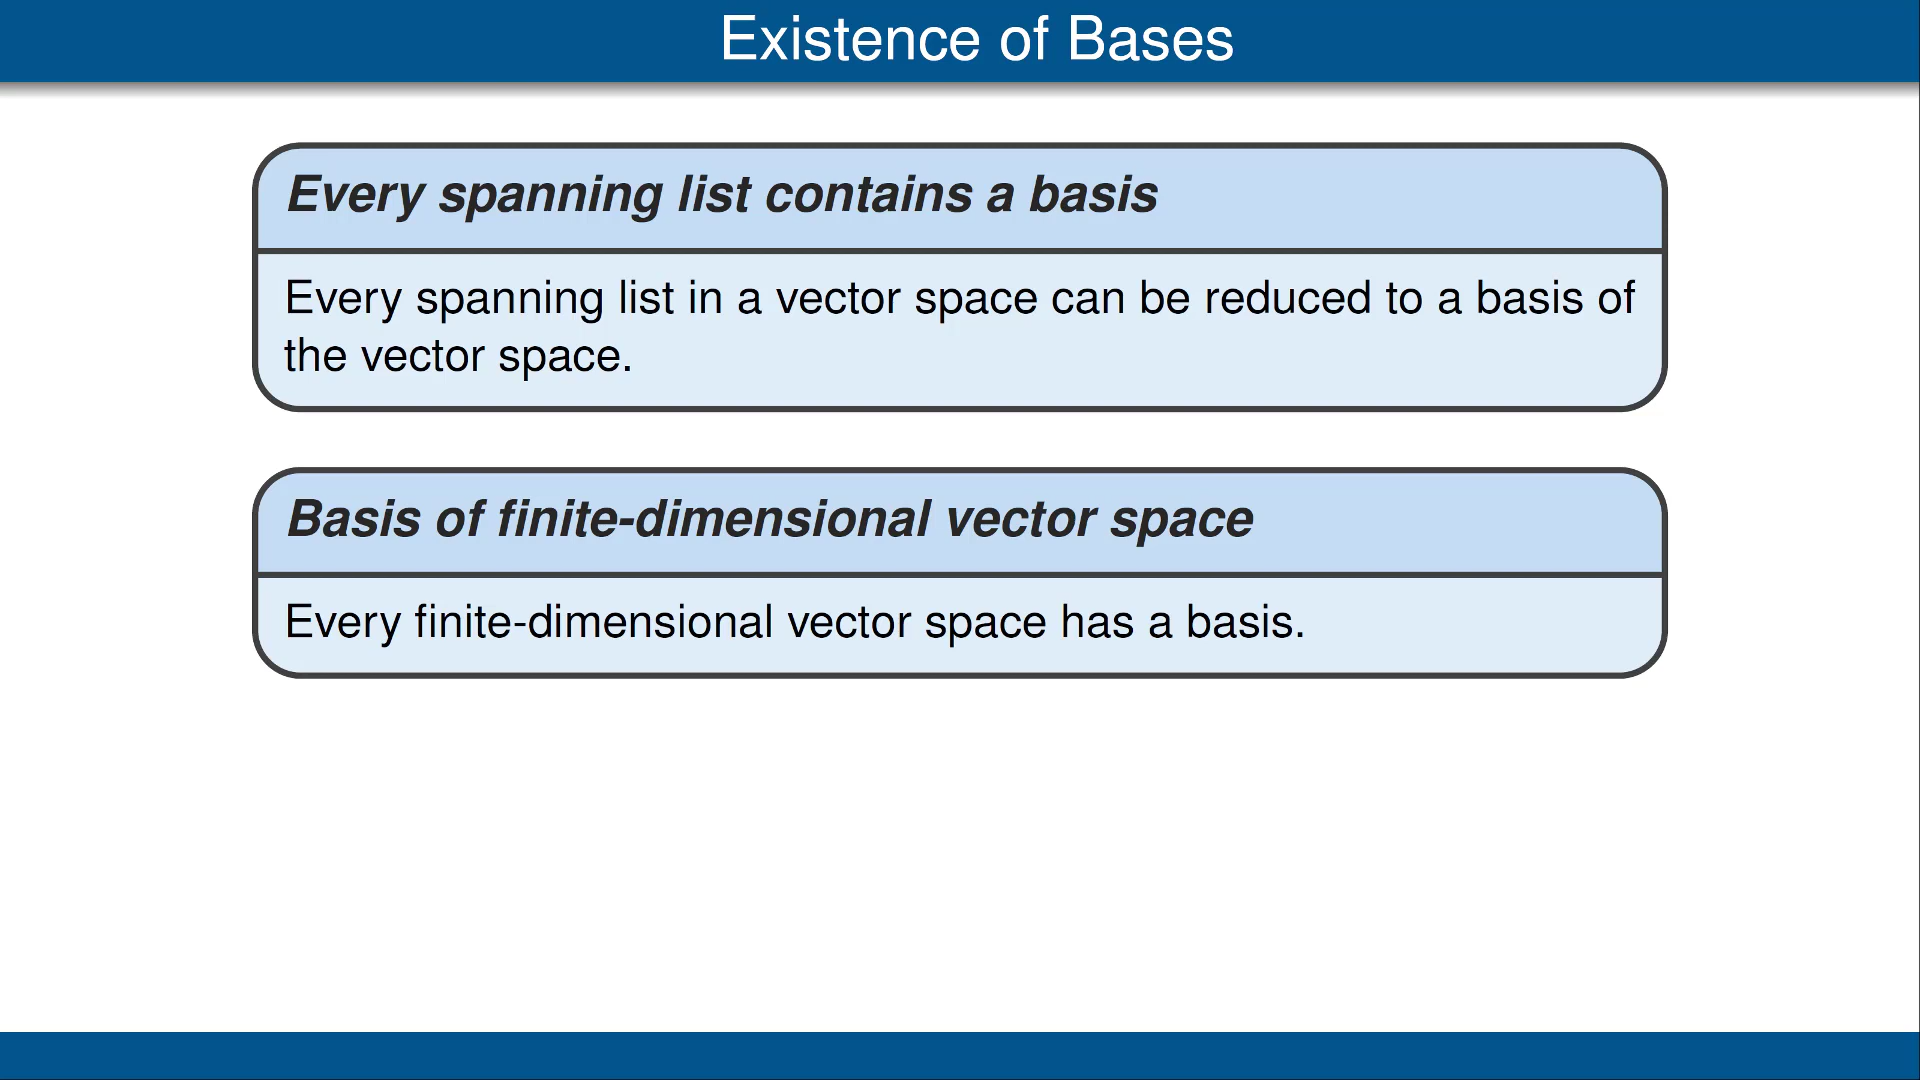 Existence of Bases
Every spanning list contains a basis
Every spanning list in a vector space can be reduced to a basis of
the vector space.
Basis of finite-dimensional vector space
Every finite-dimensional vector space has a basis.